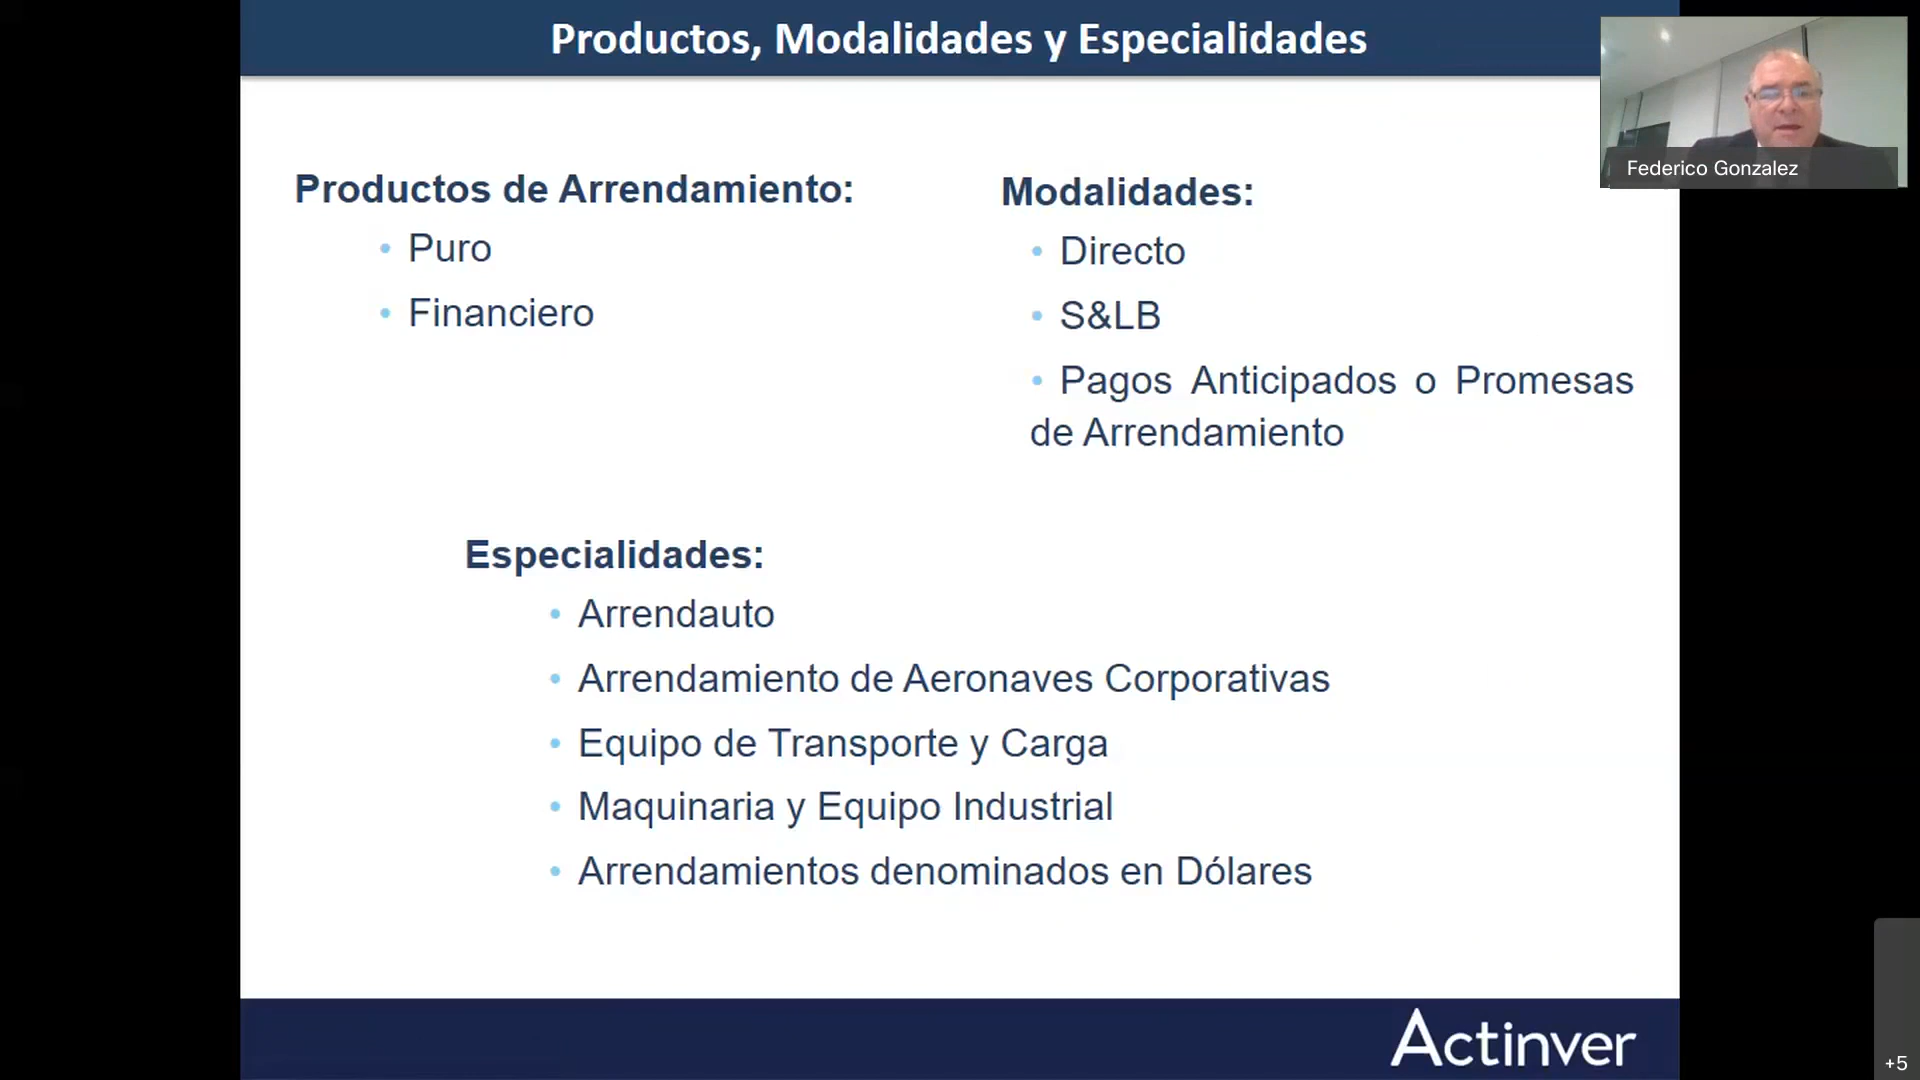 Productos, Modalidades y Especialidades
Federico Gonzalez
Productos de Arrendamiento:
• Puro
• Financiero
Modalidades:
• Directo
• S&LB
• Pagos Anticipados o Promesas
de Arrendamiento
Especialidades:
• Arrendauto
• Arrendamiento de Aeronaves Corporativas
• Equipo de Transporte y Carga
• Maquinaria y Equipo Industrial
• Arrendamientos denominados en Dólares
Actinver
+5